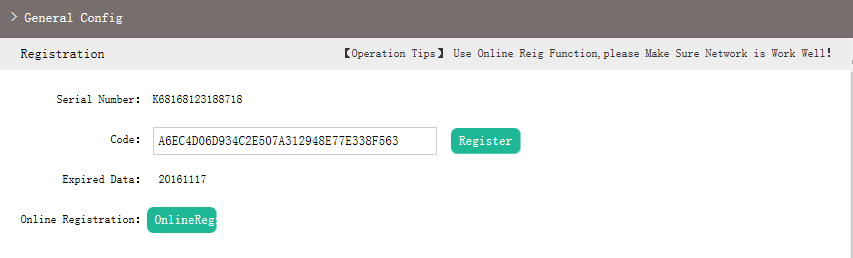 > General Config
Registration 【Operation Tips】 Use Online Reig Function,please Make Sure Network is Work Well!
Serial Number: K68168123188718
Code: A6EC4D06D934C2E507A312948E77E338F563 Register
Expired Data: 20161117
Online Registration: OnlineReg